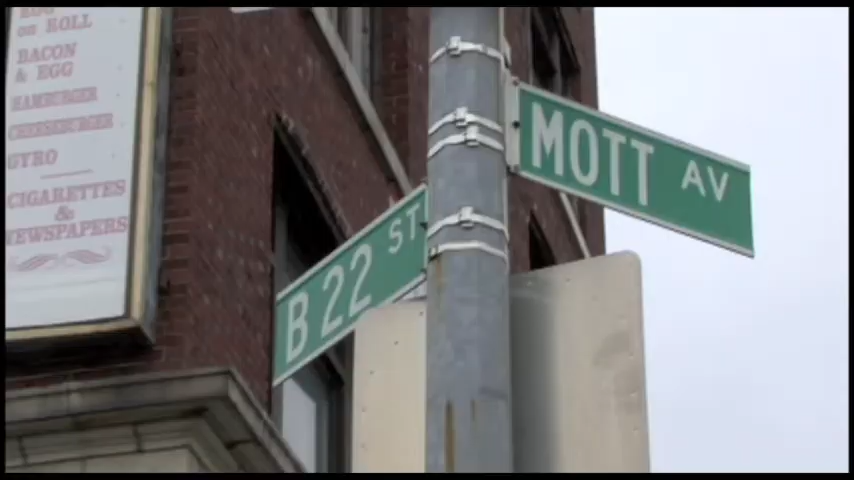 EGG
on ROLL
BACON
& EGG
HAMBURGER
CHEESEBURGER
GYRO
CIGARETTES
&
NEWSPAPERS
B 22 ST
MOTT AV